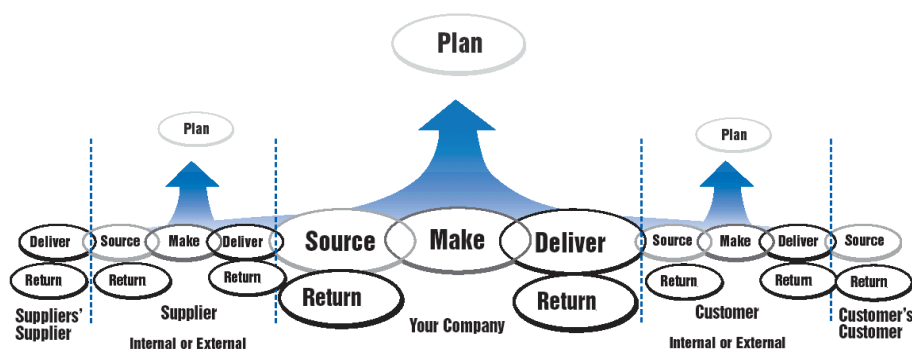 Plan
Plan
Plan
Deliver
Source
Make
Deliver
Source
Make
Deliver
Source
Make
Deliver
Source
Return
Return
Return
Return
Return
Return
Return
Return
Suppliers'
Supplier
Supplier
Internal or External
Your Company
Customer
Internal or External
Customer's
Customer